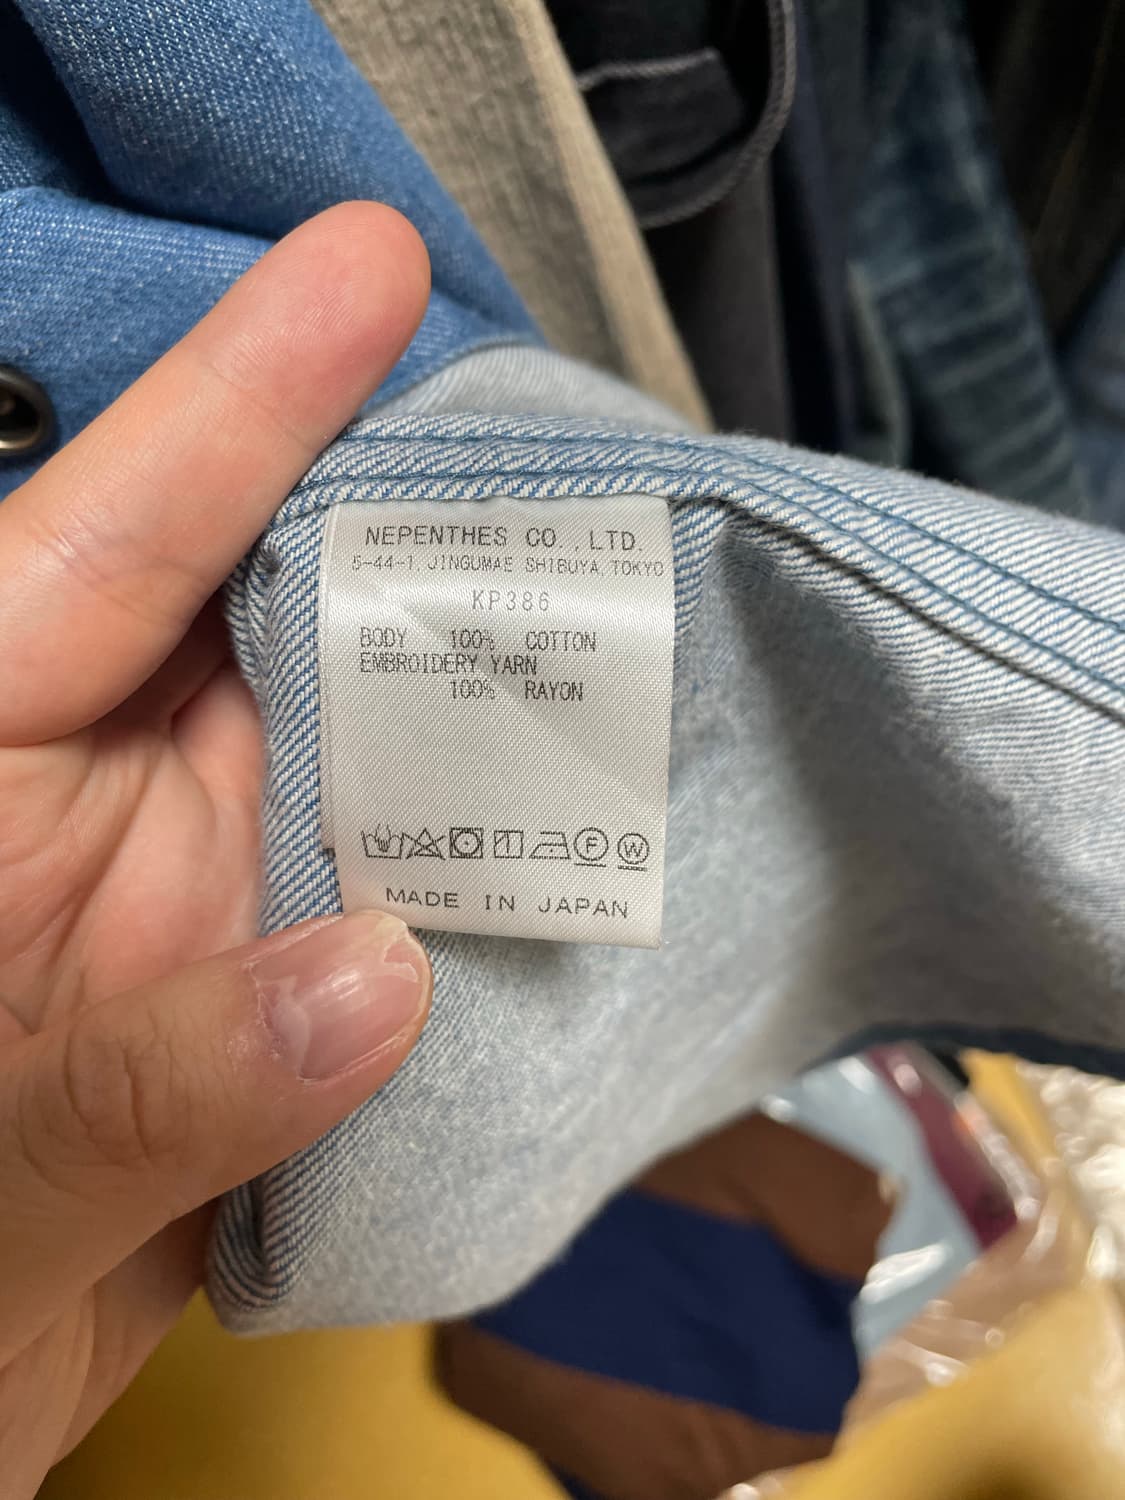 NEPENTHES CO.,LTD.
5-44-1, JINGUMAE SHIBUYA, TOKYO
KP386
BODY 100% COTTON
EMBROIDERY YARN
100% RAYON
F W
MADE IN JAPAN